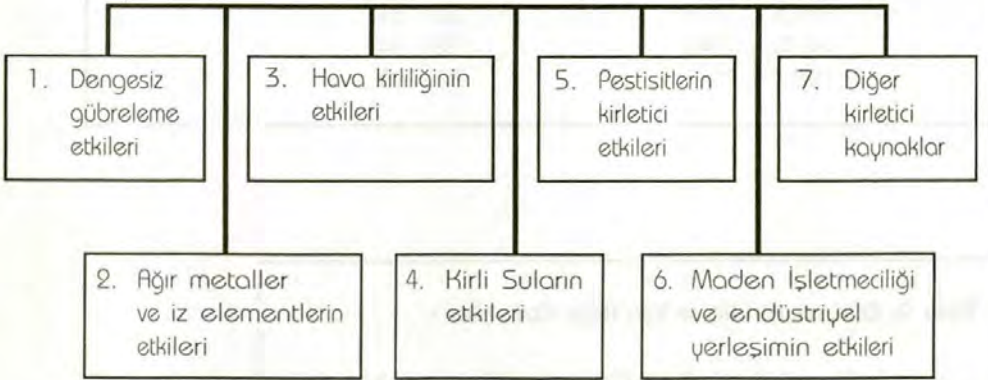 1. Dengesiz
gübreleme
etkileri
2. Ağır metaller
ve iz elementlerin
etkileri
3. Hava kirliliğinin
etkileri
4. Kirli Suların
etkileri
5. Pestisitlerin
kirletici
etkileri
6. Maden İşletmeciliği
ve endüstriyel
yerleşimin etkileri
7. Diğer
kirletici
kaynaklar